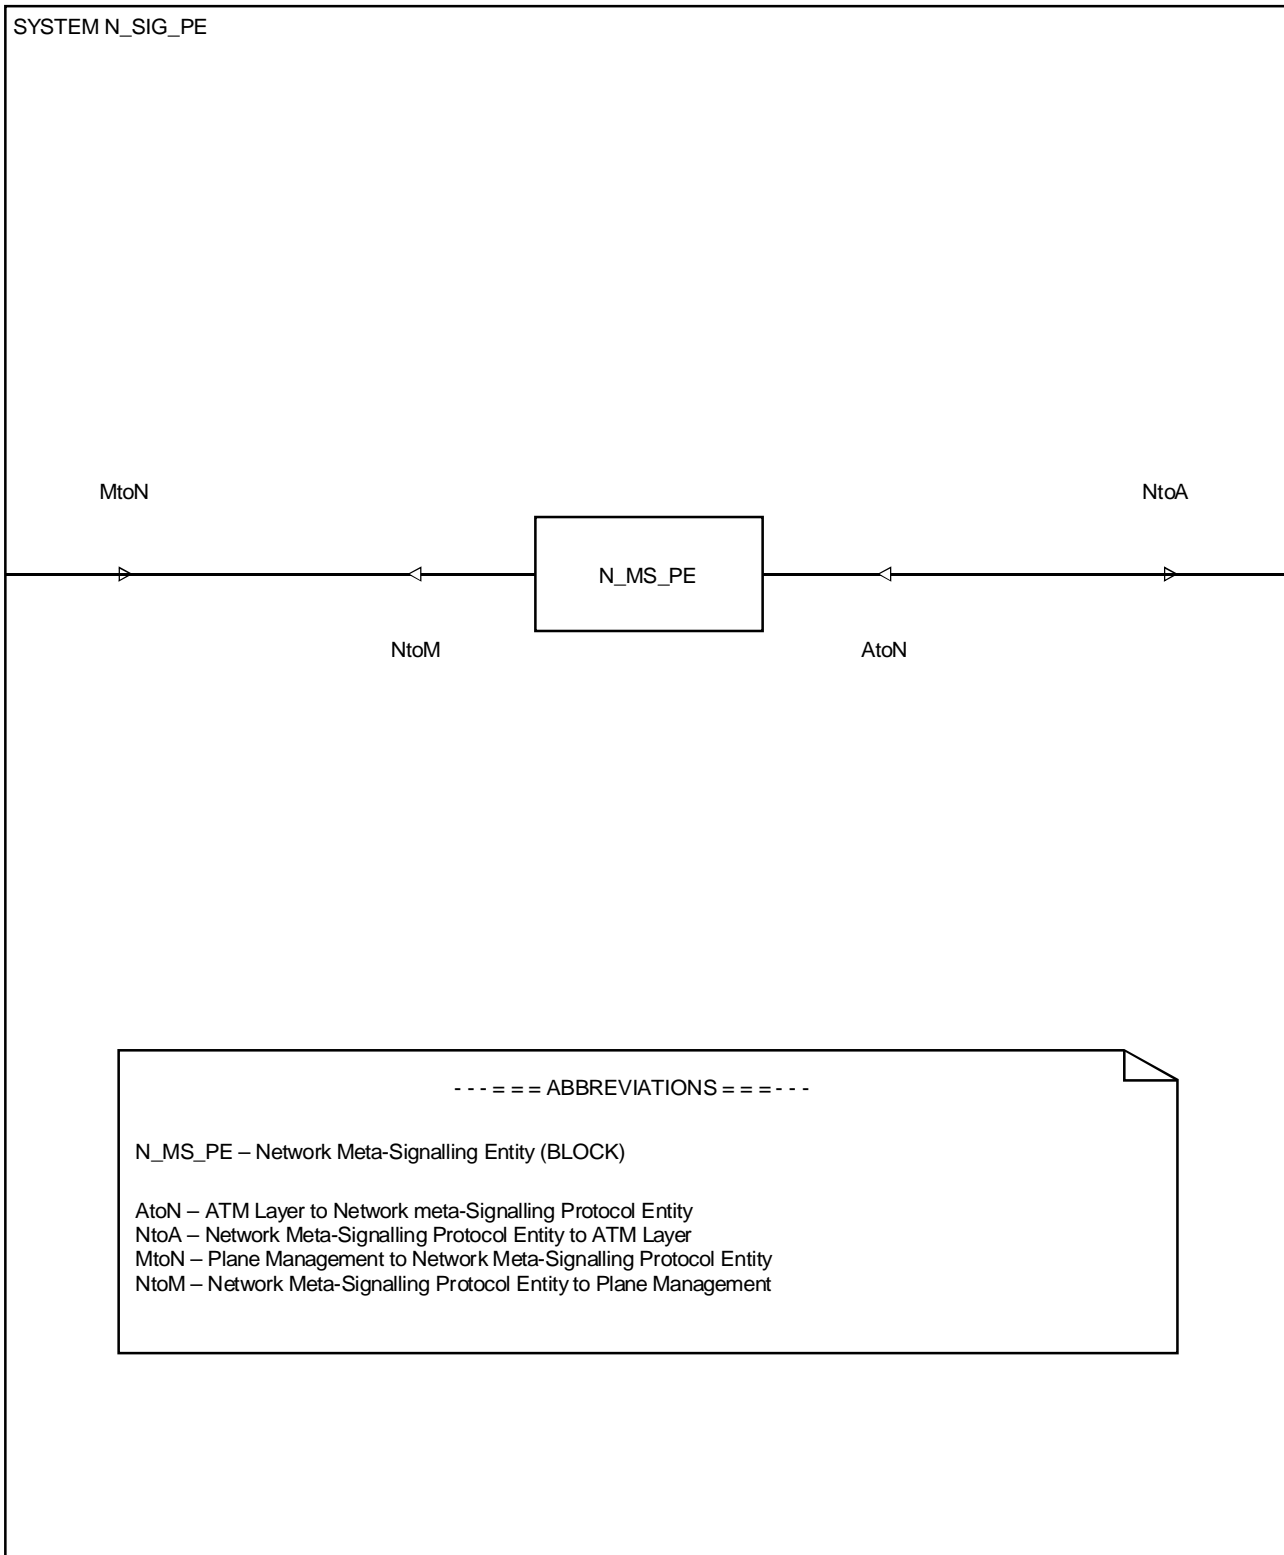 SYSTEM N_SIG_PE
MtoN
NtoA
N_MS_PE
NtoM
AtoN
- - - = = = ABBREVIATIONS = = = - - -
N_MS_PE – Network Meta-Signalling Entity (BLOCK)
AtoN – ATM Layer to Network meta-Signalling Protocol Entity
NtoA – Network Meta-Signalling Protocol Entity to ATM Layer
MtoN – Plane Management to Network Meta-Signalling Protocol Entity
NtoM – Network Meta-Signalling Protocol Entity to Plane Management